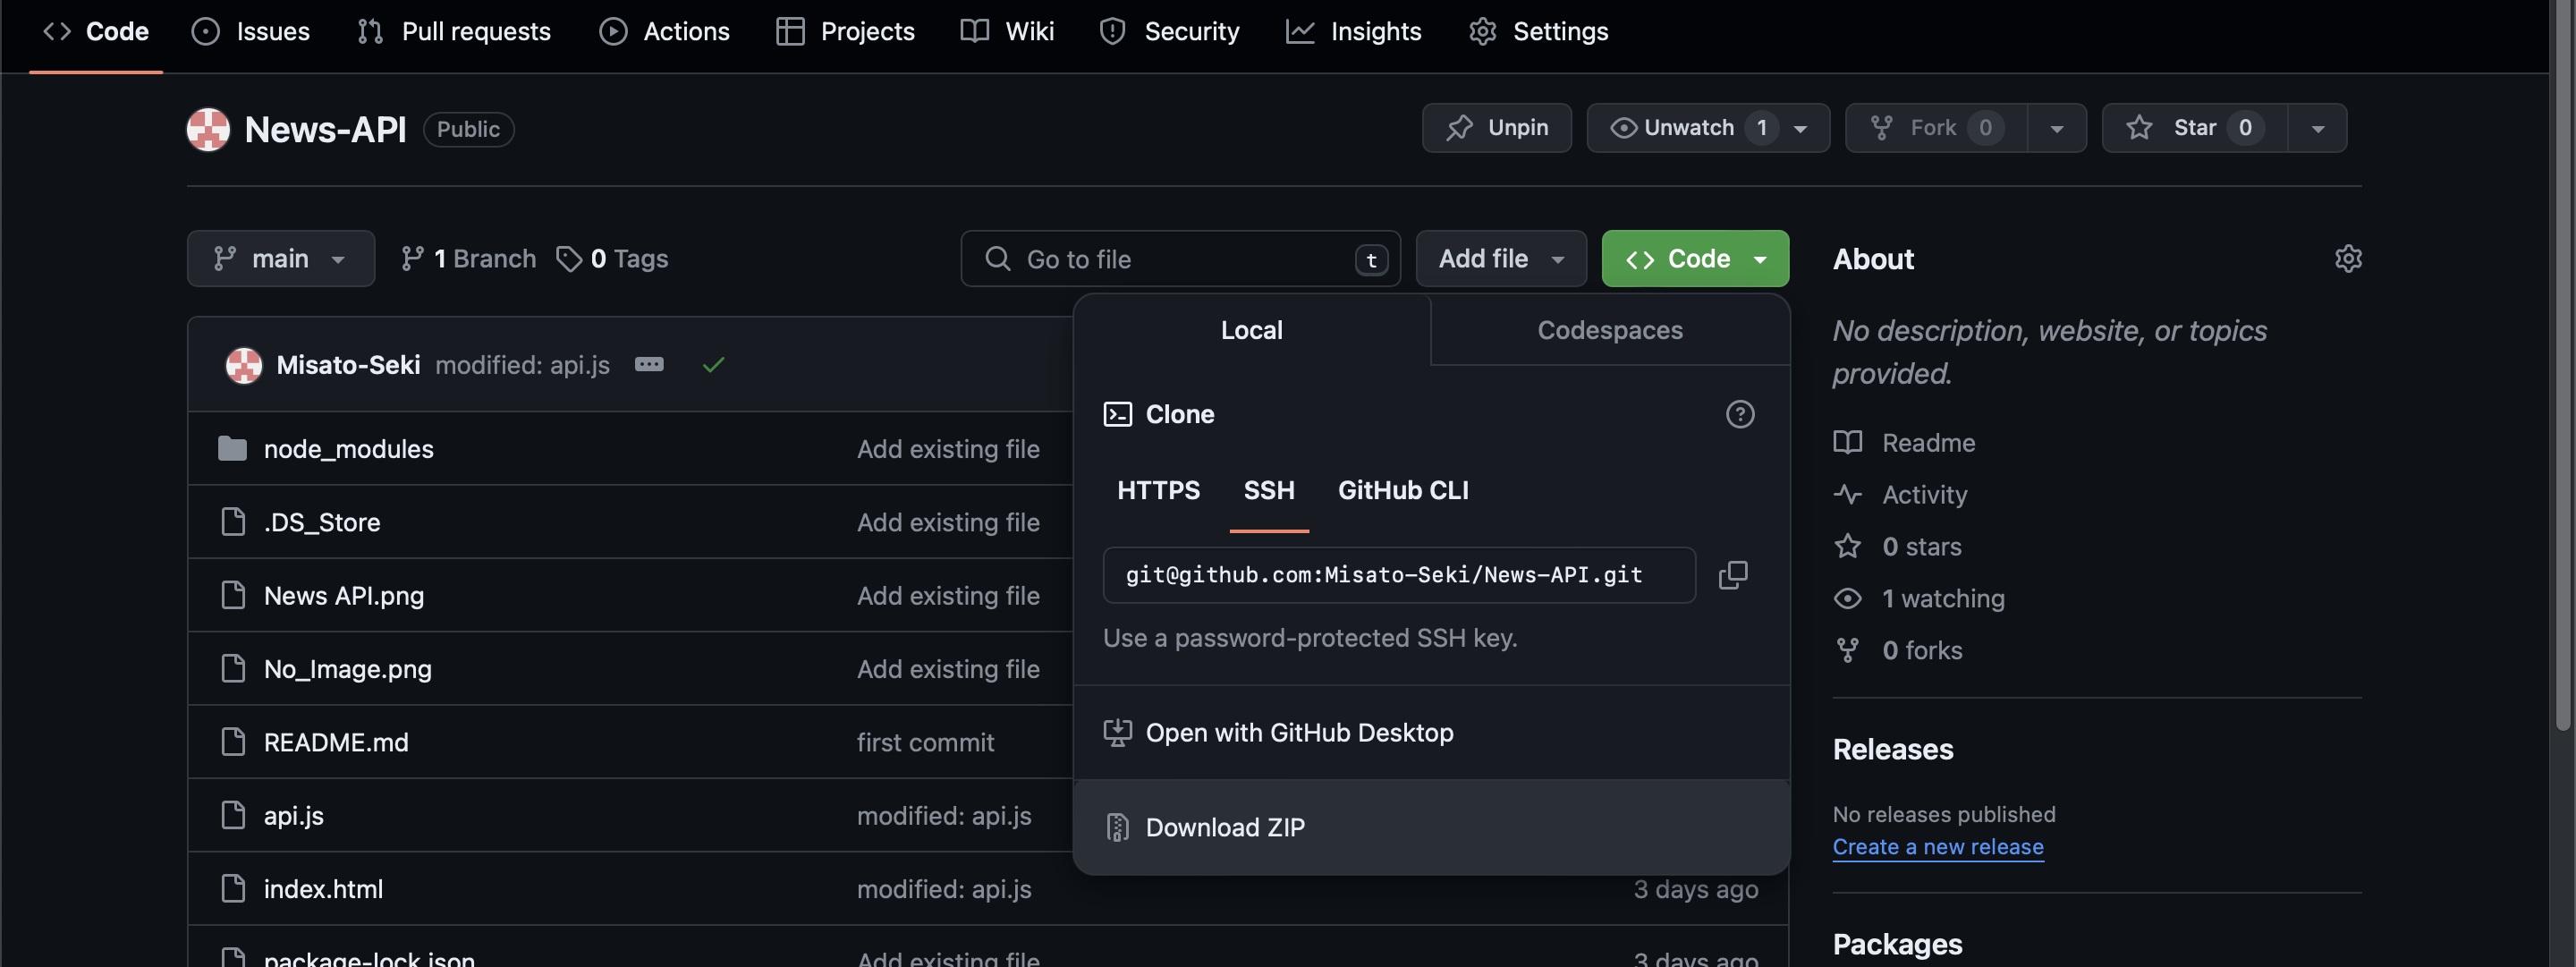 Code Issues Pull requests Actions Projects Wiki Security Insights Settings
News-API Public Unpin Unwatch 1 Fork 0 Star 0
main 1 Branch 0 Tags Go to file t Add file Code About
Local Codespaces
No description, website, or topics
provided.
Misato-Seki modified: api.js
Clone
Readme
node_modules Add existing file
HTTPS SSH GitHub CLI
Activity
.DS_Store Add existing file
0 stars
git@github.com:Misato-Seki/News-API.git
News API.png Add existing file
1 watching
Use a password-protected SSH key.
0 forks
No_Image.png Add existing file
Open with GitHub Desktop
README.md first commit
Releases
api.js modified: api.js
Download ZIP
No releases published
Create a new release
index.html modified: api.js 3 days ago
Packages
package-lock.json Add existing file 3 days ago